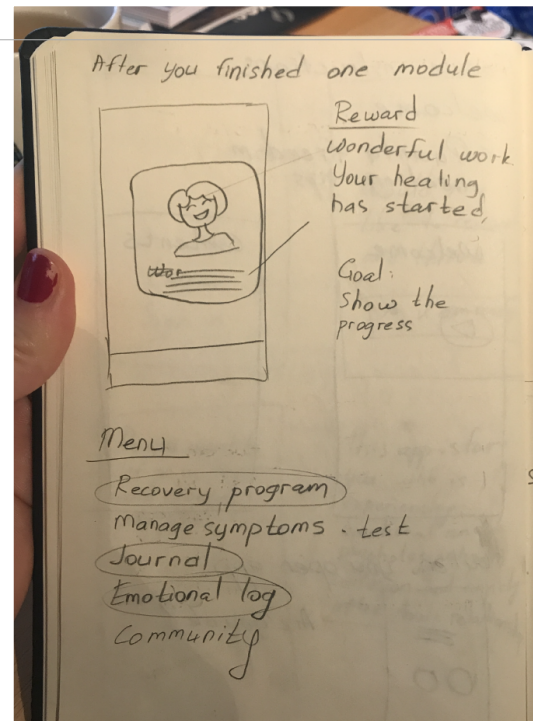 After you finished one module
Reward
Wonderful work
Your healing
has started,
Goal:
Show the
progress
Menu
Recovery program
Manage symptoms - test
Journal
Emotional log
Community